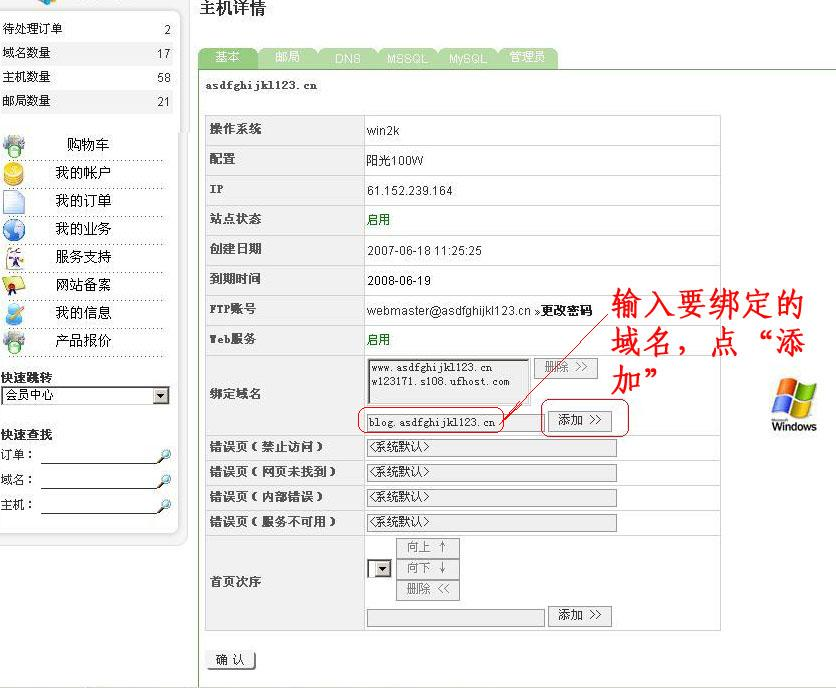 主机详情
待处理订单 2
域名数量 17
主机数量 58
邮局数量 21
购物车
我的帐户
我的订单
我的业务
服务支持
网站备案
我的信息
产品报价
快速跳转
会员中心
快速查找
订单：
域名：
主机：
基本 邮局 DNS MSSQL MySQL 管理员
asdfghijkl123.cn
操作系统 win2k
配置 阳光100W
IP 61.152.239.164
站点状态 启用
创建日期 2007-06-18 11:25:25
到期时间 2008-06-19
FTP账号 webmaster@asdfghijkl123.cn »更改密码
Web服务 启用
绑定域名
www.asdfghijkl123.cn
w123171.s108.ufhost.com
删除 >>
blog.asdfghijkl123.cn 添加 >>
错误页(禁止访问) <系统默认>
错误页(网页未找到) <系统默认>
错误页(内部错误) <系统默认>
错误页(服务不可用) <系统默认>
首页次序
向上 ↑
向下 ↓
删除 <<
添加 >>
确 认
输入要绑定的
域名，点“添
加”
Windows